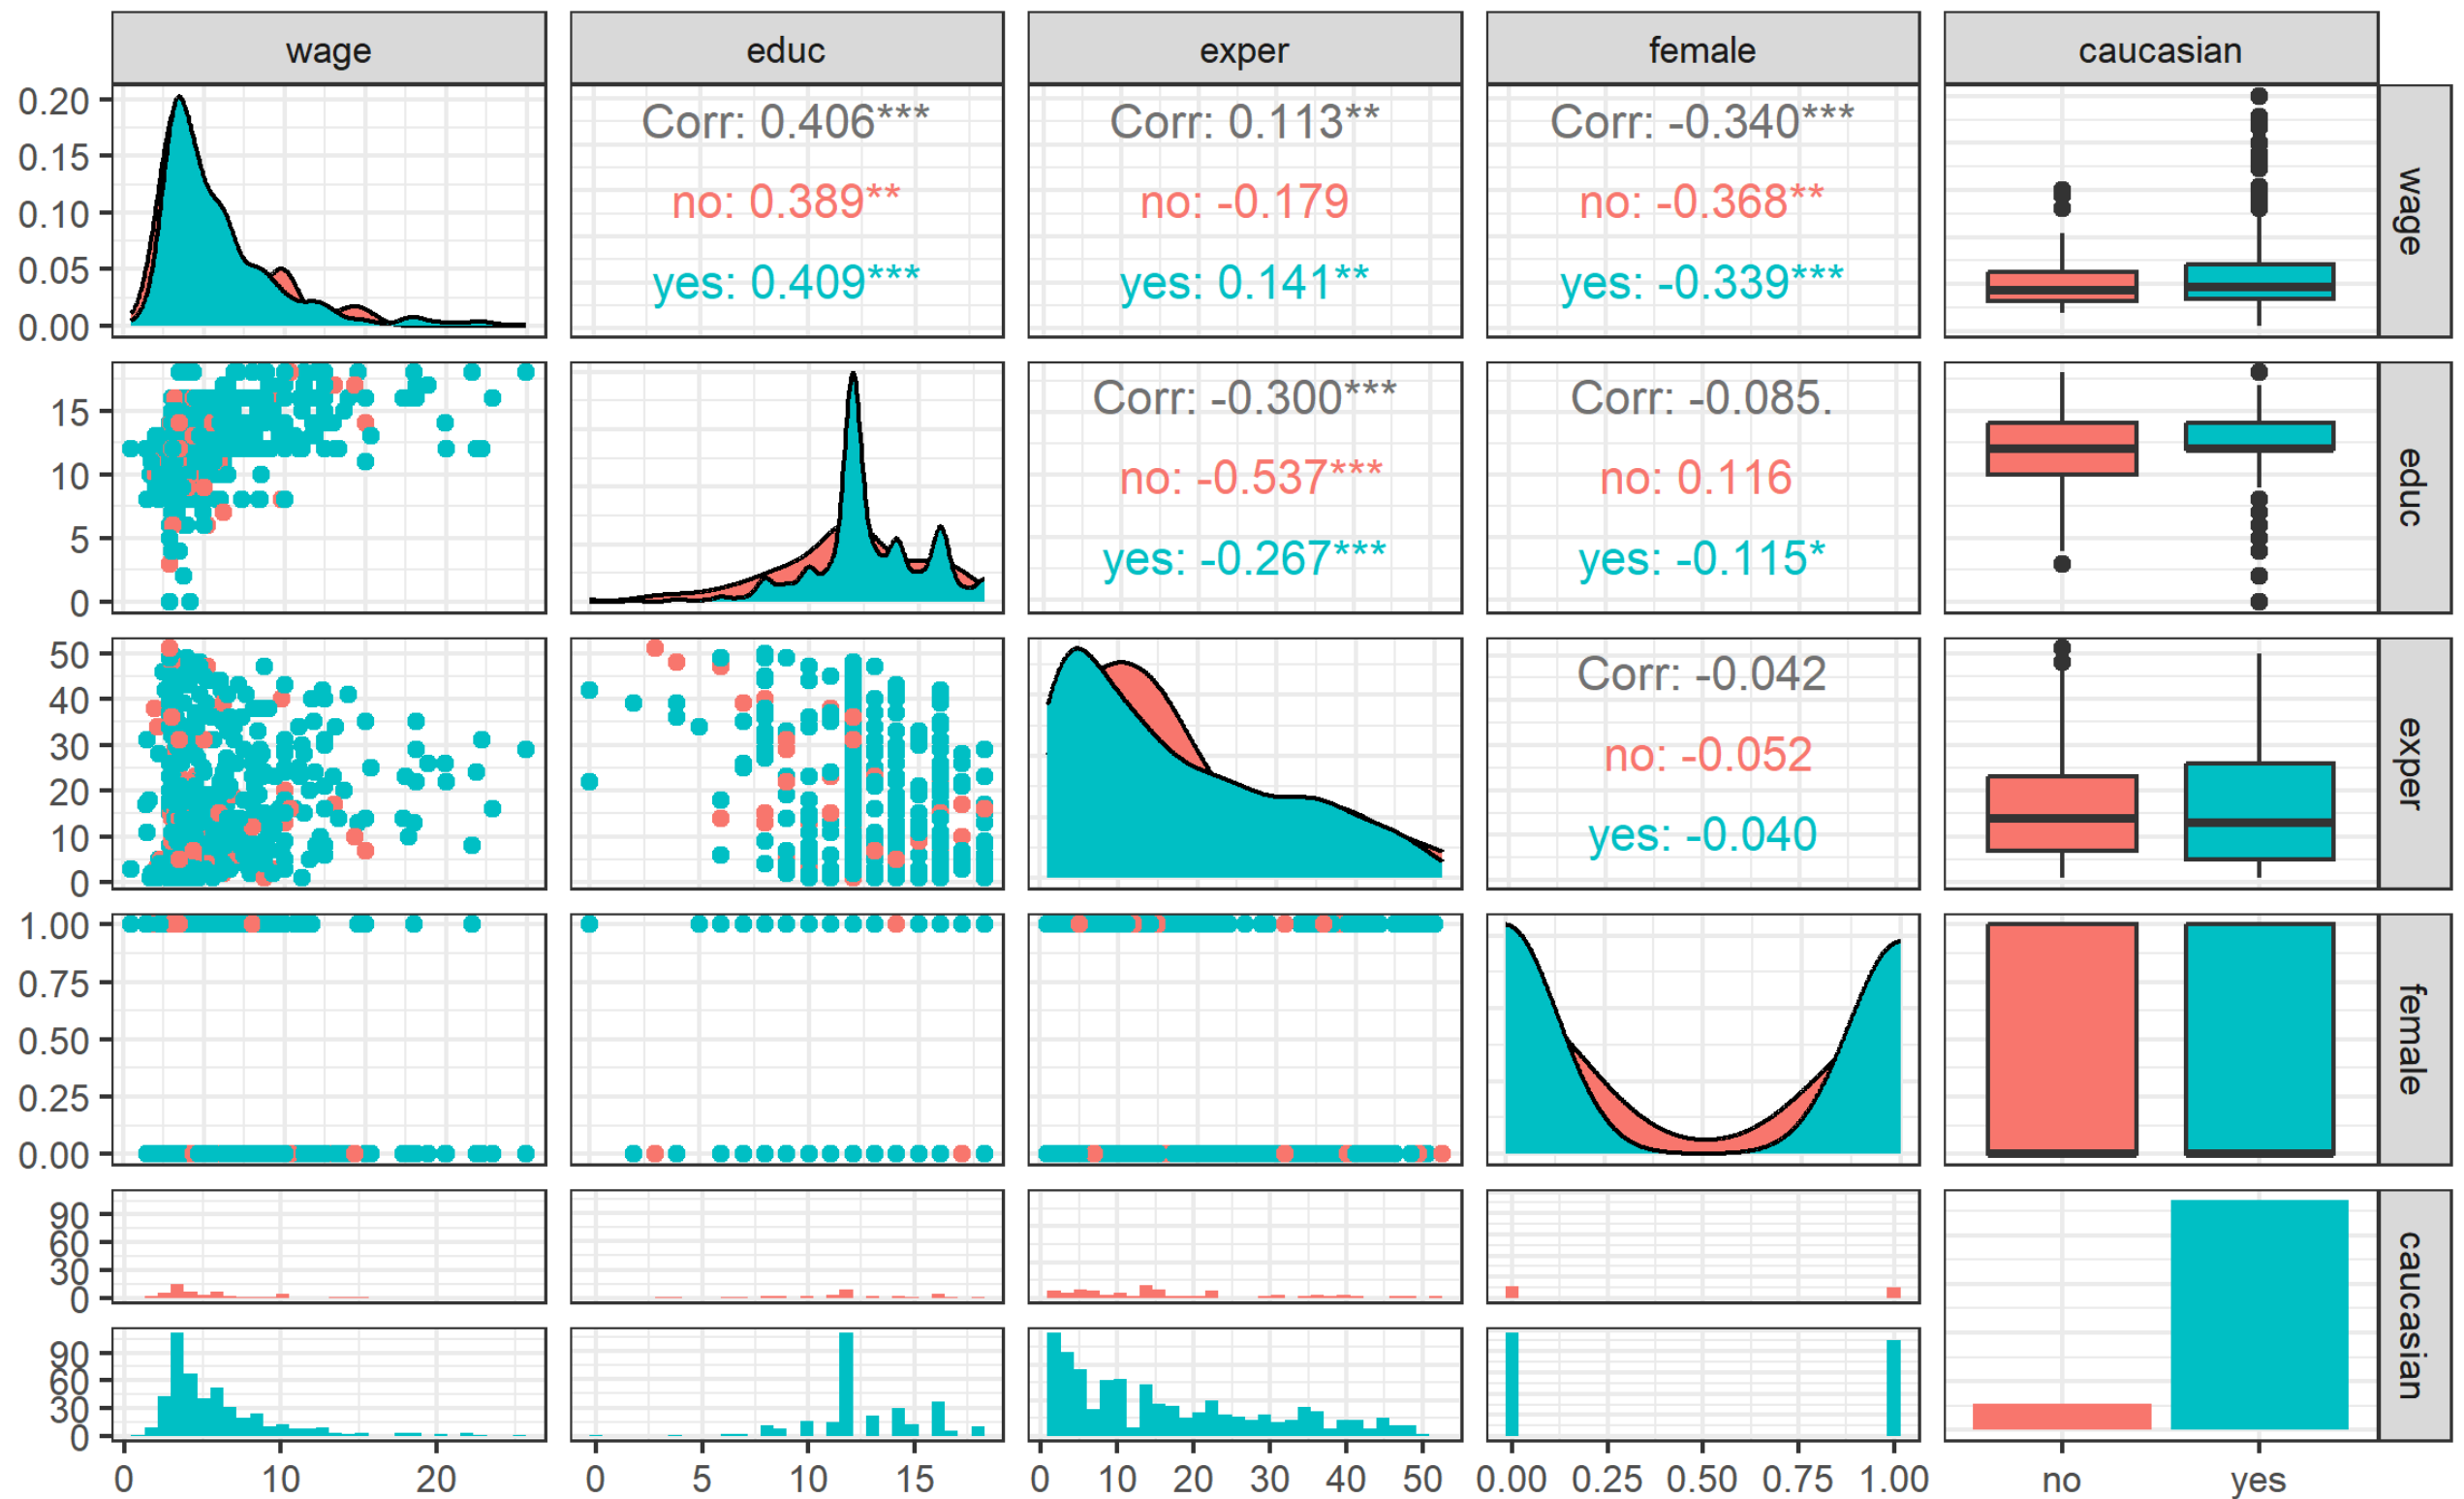 wage educ exper female caucasian
0.20
0.15
0.10
0.05
0.00
Corr: 0.406***
no: 0.389**
yes: 0.409***
Corr: 0.113**
no: -0.179
yes: 0.141**
Corr: -0.340***
no: -0.368**
yes: -0.339***
wage
15
10
5
0
Corr: -0.300***
no: -0.537***
yes: -0.267***
Corr: -0.085.
no: 0.116
yes: -0.115*
educ
50
40
30
20
10
0
Corr: -0.042
no: -0.052
yes: -0.040
exper
1.00
0.75
0.50
0.25
0.00
female
90
60
30
0
90
60
30
0
caucasian
0 10 20 0 5 10 15 0 10 20 30 40 50 0.00 0.25 0.50 0.75 1.00 no yes